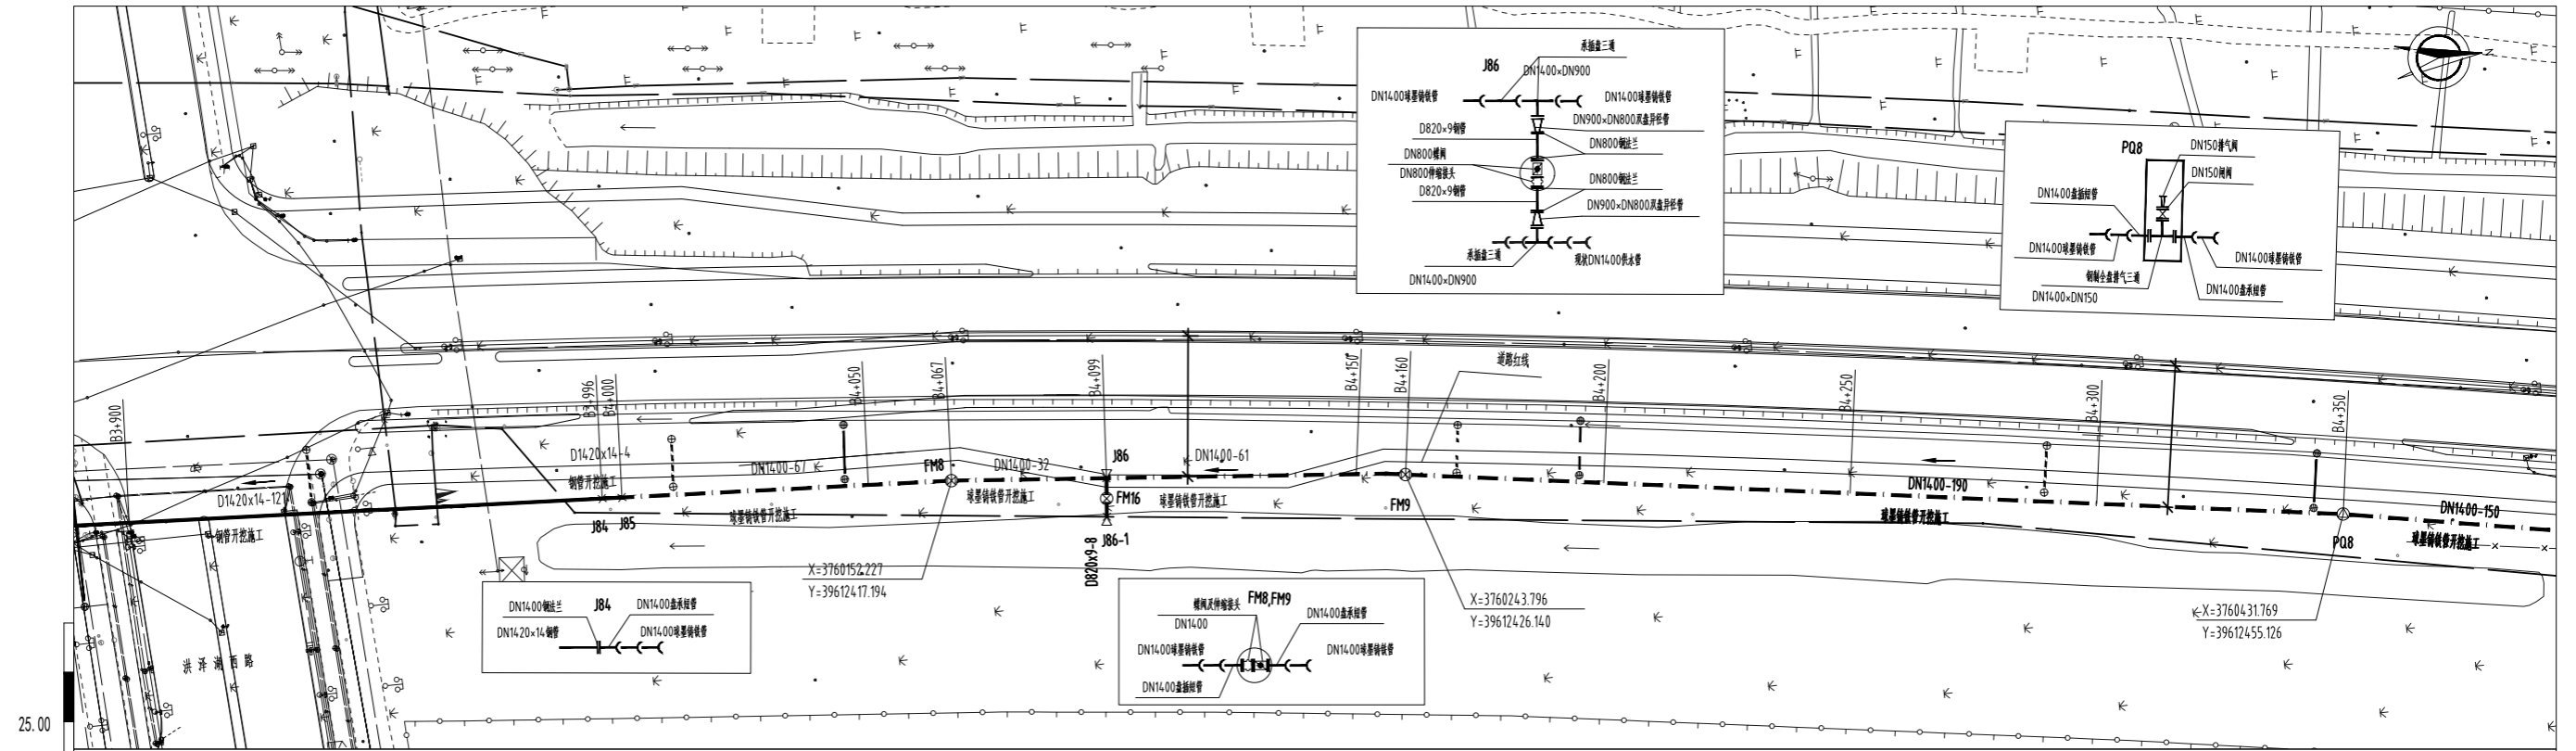 J86
承插盘三通
DN1400×DN900
DN1400球墨铸铁管
DN1400球墨铸铁管
DN900×DN800双盘异径管
D820×9钢管
DN800钢法兰
DN800蝶阀
DN800伸缩接头
DN800钢法兰
D820×9钢管
DN900×DN800双盘异径管
承插盘三通
现状DN1400供水管
DN1400×DN900
N
PQ8
DN150排气阀
DN150闸阀
DN1400盘插短管
DN1400球墨铸铁管
DN1400球墨铸铁管
钢制全盘排气三通
DN1400盘承短管
DN1400×DN150
道路红线
B3+900
B3+996
B4+000
B4+050
B4+067
B4+099
B4+150
B4+160
B4+200
B4+250
B4+300
B4+350
D1420x14-121
钢管开挖施工
D1420x14-4
钢管开挖施工
J84
J85
DN1400-67
球墨铸铁管开挖施工
FM8
DN1400-32
球墨铸铁管开挖施工
J86
FM16
J86-1
D820x9-8
DN1400-61
球墨铸铁管开挖施工
FM9
DN1400-190
球墨铸铁管开挖施工
PQ8
DN1400-150
球墨铸铁管开挖施工
X=3760152.227
Y=39612417.194
X=3760243.796
Y=39612426.140
X=3760431.769
Y=39612455.126
DN1400钢法兰
J84
DN1400盘承短管
DN1420×14钢管
DN1400球墨铸铁管
蝶阀及伸缩接头
FM8,FM9
DN1400
DN1400盘承短管
DN1400球墨铸铁管
DN1400球墨铸铁管
DN1400盘插短管
洪泽湖西路
25.00